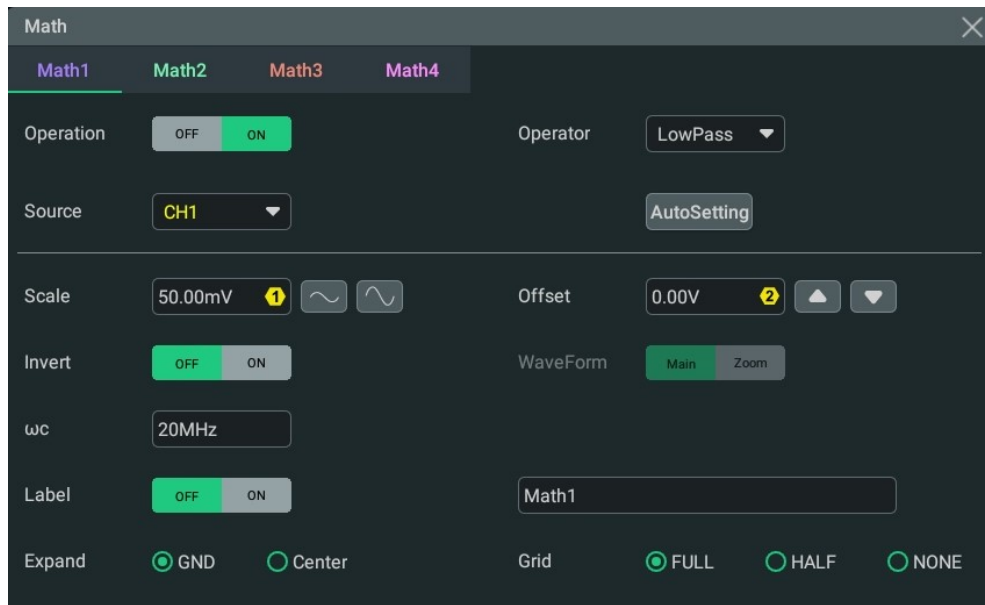 Math
Math1 Math2 Math3 Math4
Operation OFF ON Operator LowPass
Source CH1 AutoSetting
Scale 50.00mV 1 Offset 0.00V 2
Invert OFF ON WaveForm Main Zoom
ωc 20MHz
Label OFF ON Math1
Expand GND Center Grid FULL HALF NONE